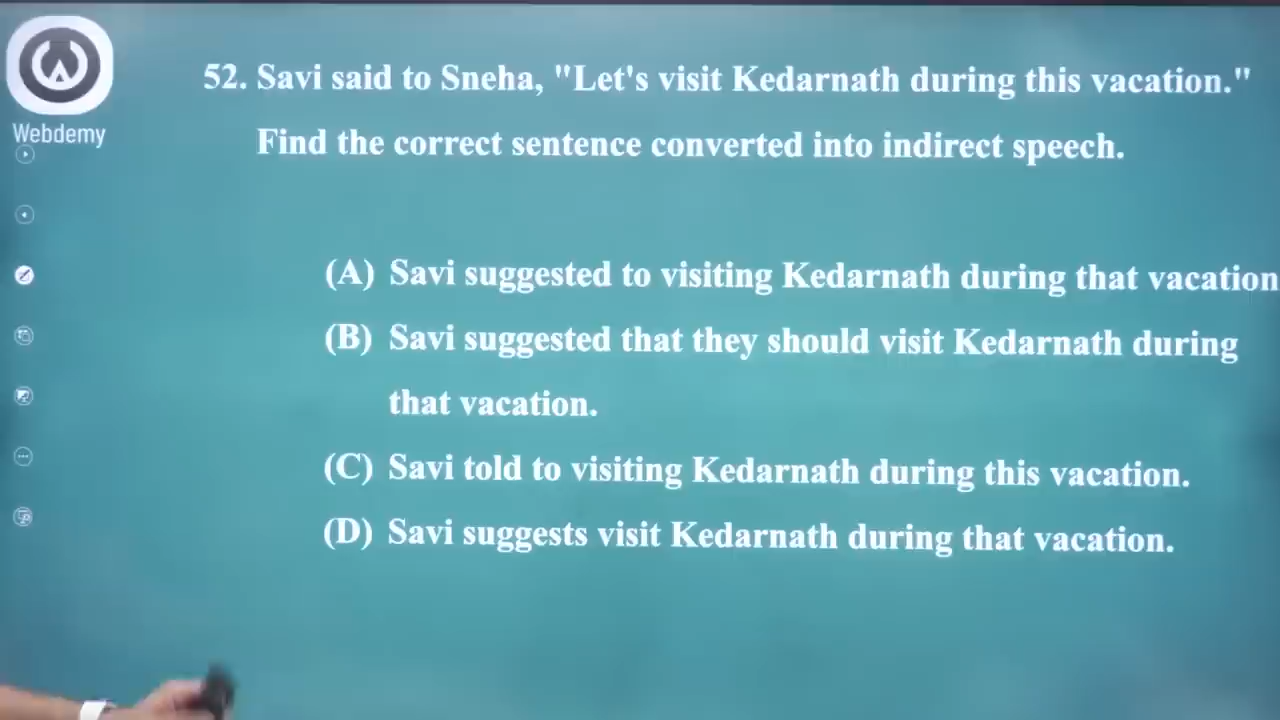 Webdemy
52. Savi said to Sneha, "Let's visit Kedarnath during this vacation."
Find the correct sentence converted into indirect speech.
(A) Savi suggested to visiting Kedarnath during that vacation
(B) Savi suggested that they should visit Kedarnath during
that vacation.
(C) Savi told to visiting Kedarnath during this vacation.
(D) Savi suggests visit Kedarnath during that vacation.